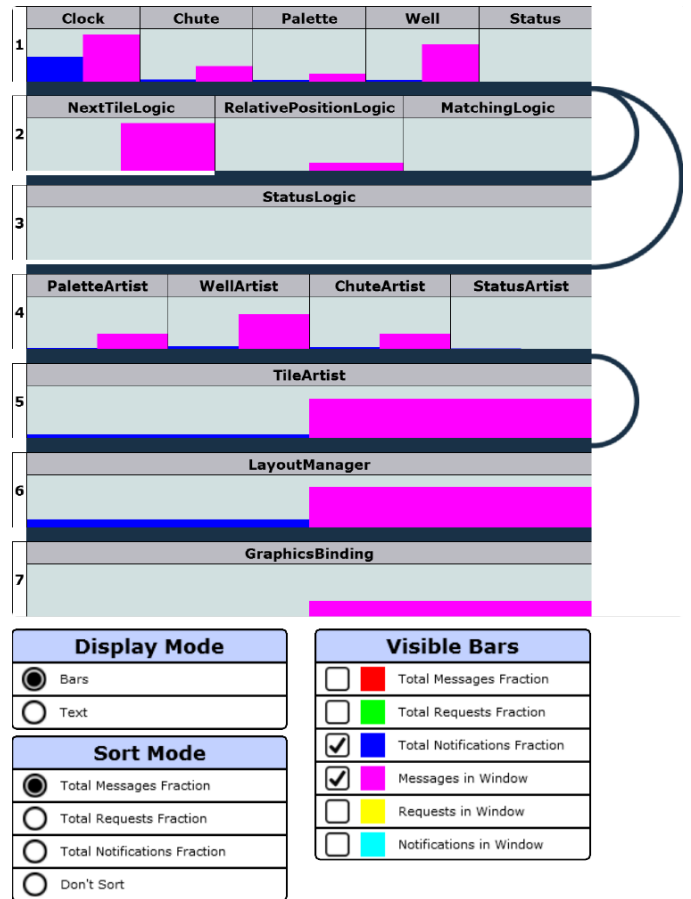 Clock Chute Palette Well Status
1
NextTileLogic RelativePositionLogic MatchingLogic
2
StatusLogic
3
PaletteArtist WellArtist ChuteArtist StatusArtist
4
TileArtist
5
LayoutManager
6
GraphicsBinding
7
Display Mode
Bars
Text
Sort Mode
Total Messages Fraction
Total Requests Fraction
Total Notifications Fraction
Don't Sort
Visible Bars
Total Messages Fraction
Total Requests Fraction
Total Notifications Fraction
Messages in Window
Requests in Window
Notifications in Window